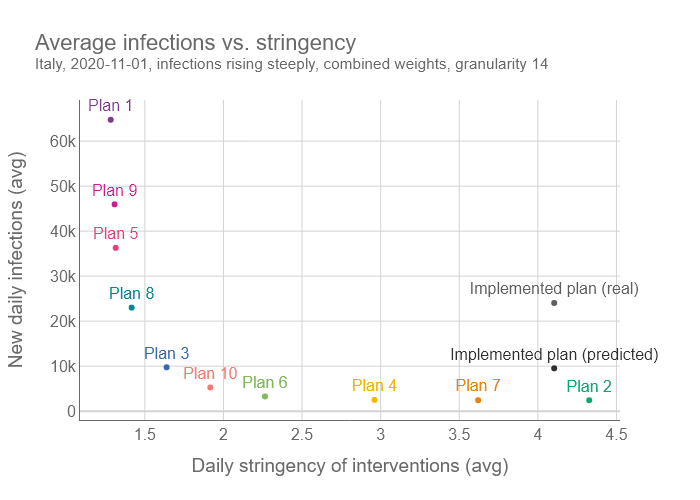 Average infections vs. stringency
Italy, 2020-11-01, infections rising steeply, combined weights, granularity 14
New daily infections (avg)
60k
50k
40k
30k
20k
10k
0
Plan 1
Plan 9
Plan 5
Plan 8
Implemented plan (real)
Plan 3
Implemented plan (predicted)
Plan 10
Plan 6
Plan 4
Plan 7
Plan 2
1.5
2
2.5
3
3.5
4
4.5
Daily stringency of interventions (avg)